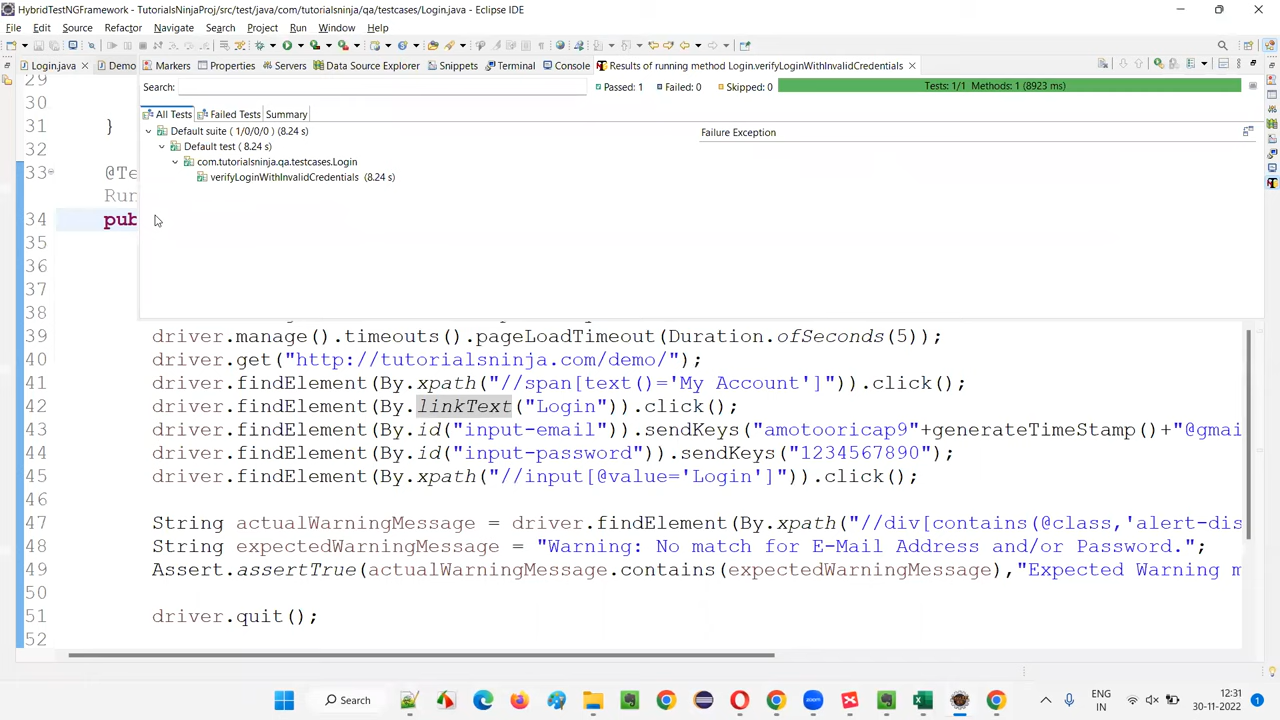 HybridTestNGFramework - TutorialsNinjaProj/src/test/java/com/tutorialsninja/qa/testcases/Login.java - Eclipse IDE
File Edit Source Refactor Navigate Search Project Run Window Help
Login.java Demo Markers Properties Servers Data Source Explorer Snippets Terminal Console Results of running method Login.verifyLoginWithInvalidCredentials
29
Search: Passed: 1 Failed: 0 Skipped: 0 Tests: 1/1 Methods: 1 (8923 ms)
30
All Tests Failed Tests Summary
31 }
Default suite ( 1/0/0/0 ) (8.24 s) Failure Exception
32
Default test ( 8.24 s)
com.tutorialsninja.qa.testcases.Login
33 @Te
verifyLoginWithInvalidCredentials (8.24 s)
Run
34 pub
35
36
37
38
39 driver.manage().timeouts().pageLoadTimeout(Duration.ofSeconds(5));
40 driver.get("http://tutorialsninja.com/demo/");
41 driver.findElement(By.xpath("//span[text()='My Account']")).click();
42 driver.findElement(By.linkText("Login")).click();
43 driver.findElement(By.id("input-email")).sendKeys("amotooricap9"+generateTimeStamp()+"@gmai
44 driver.findElement(By.id("input-password")).sendKeys("1234567890");
45 driver.findElement(By.xpath("//input[@value='Login']")).click();
46
47 String actualWarningMessage = driver.findElement(By.xpath("//div[contains(@class,'alert-dis
48 String expectedWarningMessage = "Warning: No match for E-Mail Address and/or Password.";
49 Assert.assertTrue(actualWarningMessage.contains(expectedWarningMessage),"Expected Warning m
50
51 driver.quit();
52
Search ENG 12:31
IN 30-11-2022